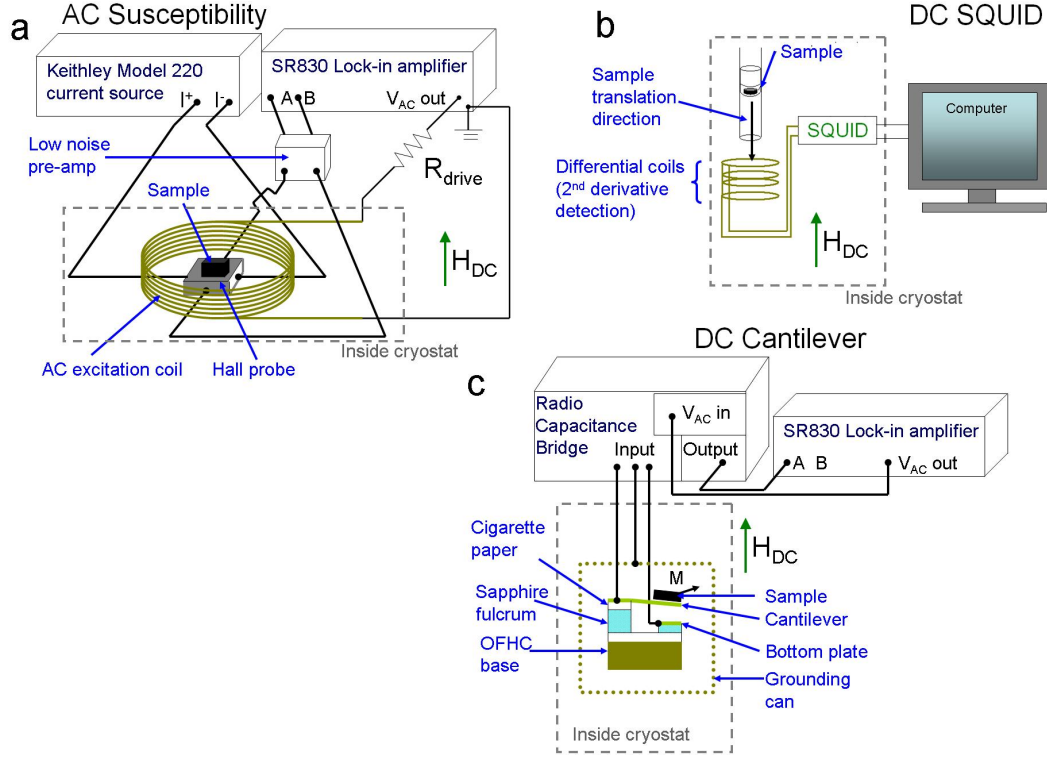 a
AC Susceptibility
Keithley Model 220
current source
I+ I-
SR830 Lock-in amplifier
A B
VAC out
Low noise
pre-amp
Rdrive
Sample
HDC
Inside cryostat
AC excitation coil
Hall probe
b
DC SQUID
Sample
Sample
translation
direction
SQUID
Computer
Differential coils
(2nd derivative
detection)
HDC
Inside cryostat
DC Cantilever
c
Radio
Capacitance
Bridge
VAC in
Input
Output
SR830 Lock-in amplifier
A B
VAC out
Cigarette
paper
HDC
M
Sapphire
fulcrum
Sample
Cantilever
OFHC
base
Bottom plate
Grounding
can
Inside cryostat